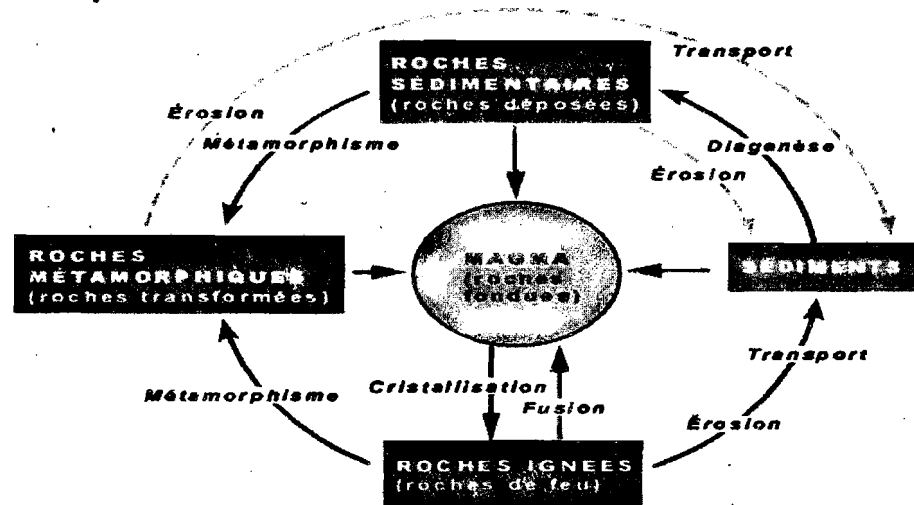 ROCHES
SÉDIMENTAIRES
(roches déposées)
Transport
Érosion
Métamorphisme
Diagenèse
Érosion
ROCHES
MÉTAMORPHIQUES
(roches transformées)
MAGMA
(roches
fondues)
SÉDIMENTS
Transport
Métamorphisme
Cristallisation
Fusion
Érosion
ROCHES IGNÉES
(roches de feu)